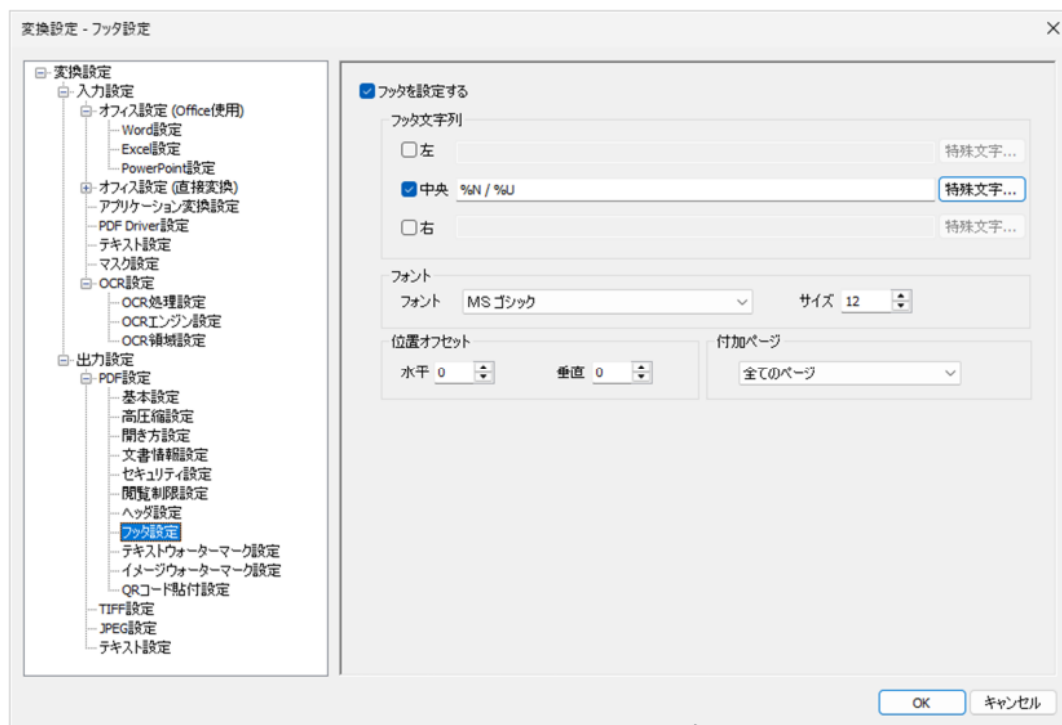 変換設定 - フッタ設定
変換設定
入力設定
オフィス設定 (Office使用)
Word設定
Excel設定
PowerPoint設定
オフィス設定 (直接変換)
アプリケーション変換設定
PDF Driver設定
テキスト設定
マスク設定
OCR設定
OCR処理設定
OCRエンジン設定
OCR領域設定
出力設定
PDF設定
基本設定
高圧縮設定
開き方設定
文書情報設定
セキュリティ設定
閲覧制限設定
ヘッダ設定
フッタ設定
テキストウォーターマーク設定
イメージウォーターマーク設定
QRコード貼付設定
TIFF設定
JPEG設定
テキスト設定
フッタを設定する
フッタ文字列
左 特殊文字...
中央 %N / %U 特殊文字...
右 特殊文字...
フォント
フォント MS ゴシック サイズ 12
位置オフセット 付加ページ
水平 0 垂直 0 全てのページ
OK キャンセル